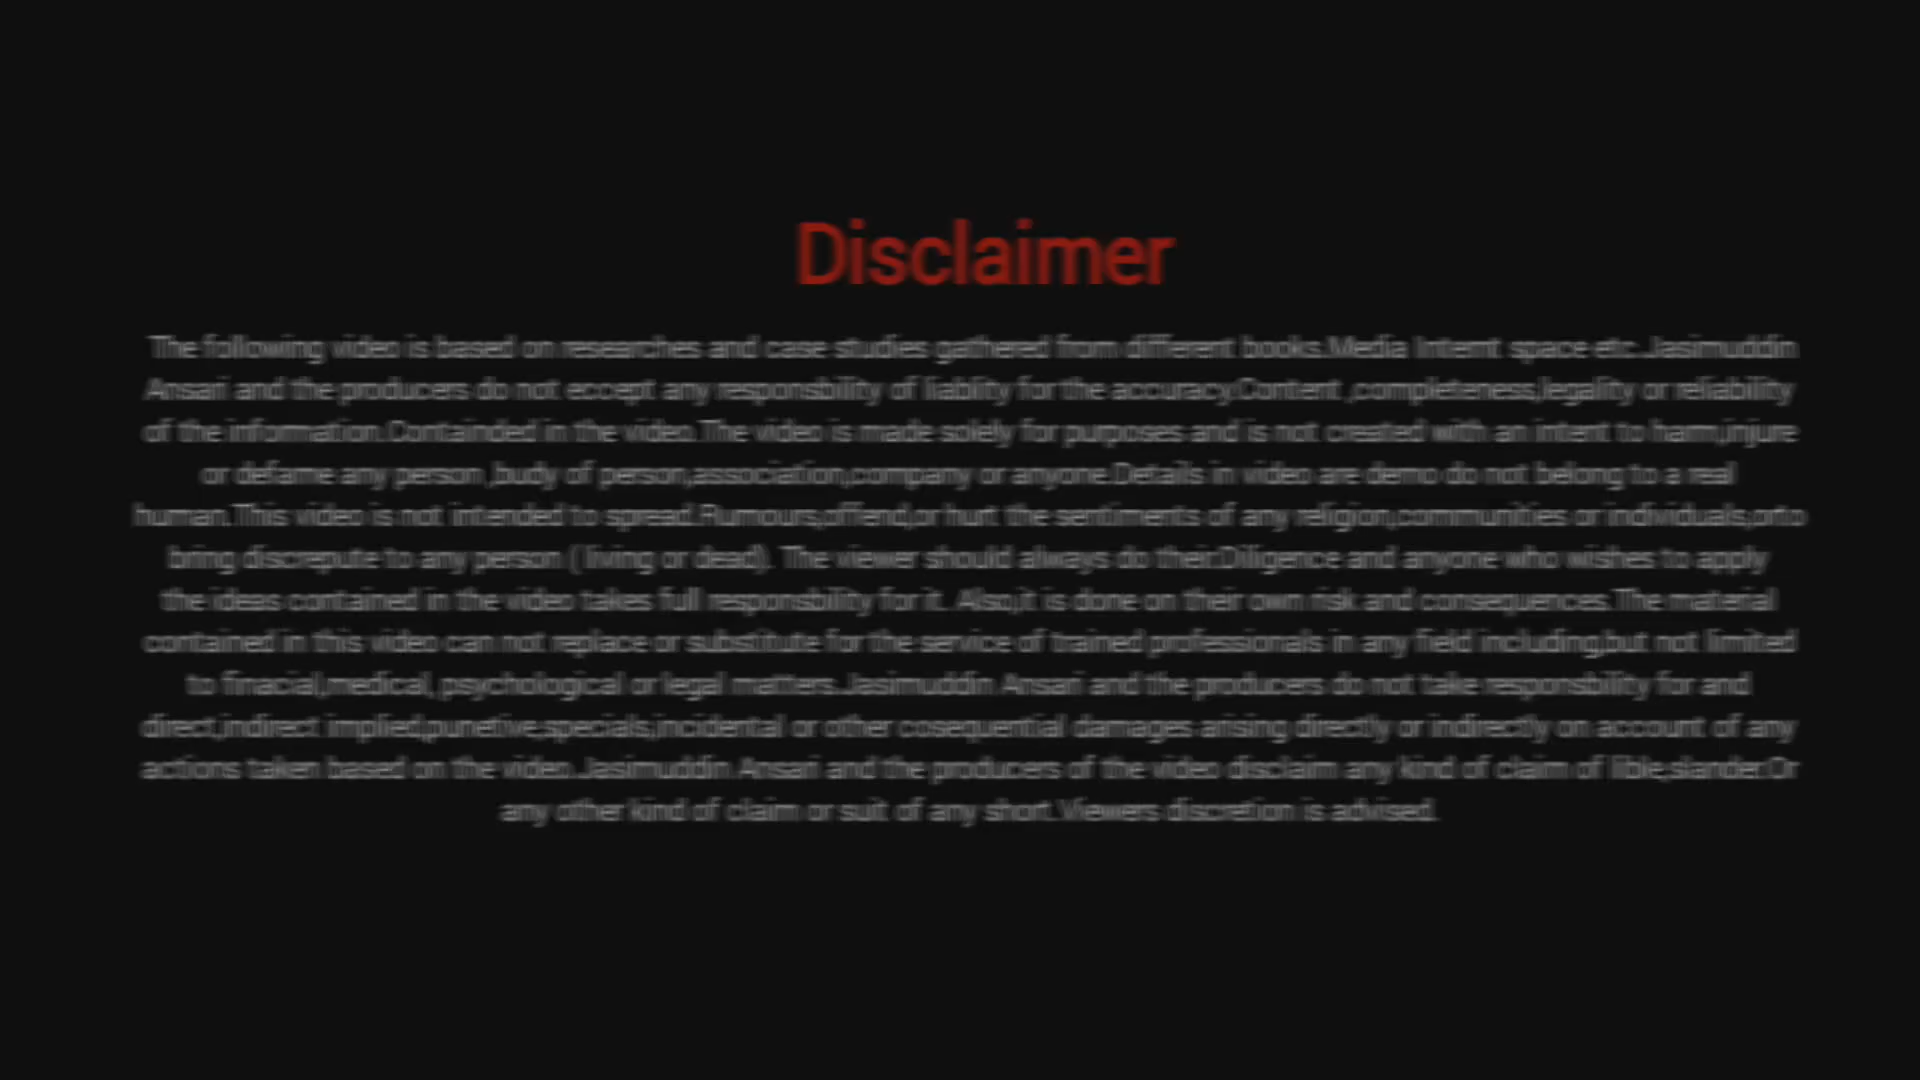 Disclaimer
The following video is based on researches and case studies gathered from different books.Media Internt space etc.Jasimuddin
Ansari and the producers do not eccept any responsbility of liablity for the accuracy.Content ,completeness,legality or reliability
of the information.Containded in the video.The video is made solely for purposes and is not created with an intent to harm,injure
or defame any person ,budy of person,association,company or anyone.Details in video are demo do not belong to a real
human.This video is not intended to spread.Rumours,offend,or hurt the sentiments of any religion,communities or individuals,orto
bring discrepute to any person ( living or dead). The viewer should always do their.Diligence and anyone who wishes to apply
the ideas contained in the video takes full responsbility for it. Also,it is done on their own risk and consequences.The material
contained in this video can not replace or substitute for the service of trained professionals in any field including,but not limited
to finacial,medical, psychological or legal matters.Jasimuddin Ansari and the producers do not take responsbility for and
direct,indirect implied,punetive,specials,incidental or other cosequential damages arising directly or indirectly on account of any
actions taken based on the video.Jasimuddin Ansari and the producers of the video disclaim any kind of claim of lible,slander.Or
any other kind of claim or suit of any short.Viewers discretion is advised.